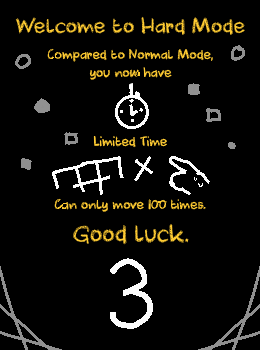 Welcome to Hard Mode
Compared to Normal Mode,
you now have
Limited Time
Can only move 100 times.
Good Luck.
3